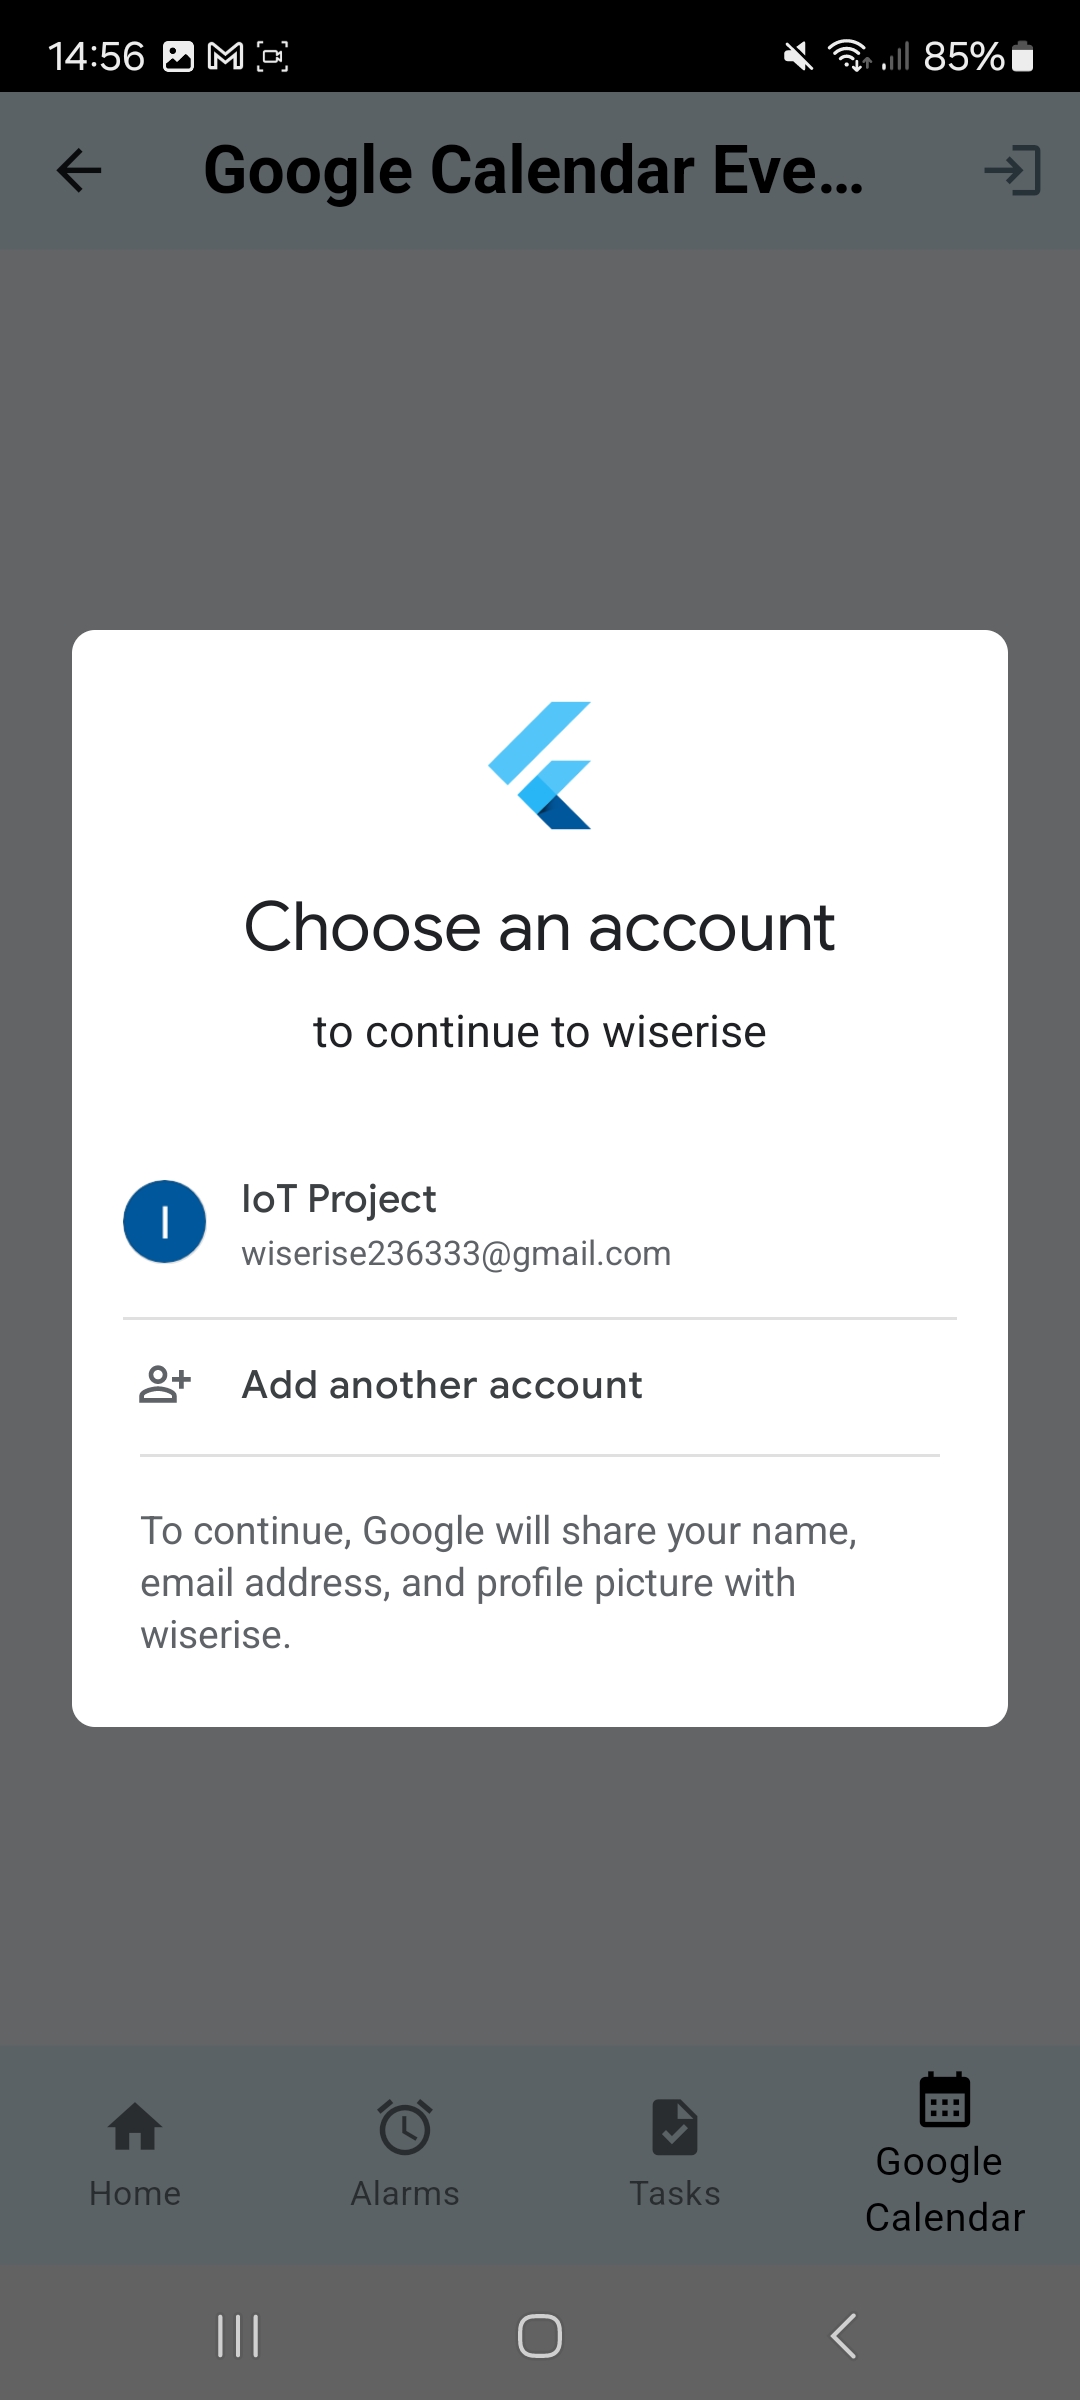 14:56
85%
Google Calendar Eve...
Choose an account
to continue to wiserise
I
IoT Project
wiserise236333@gmail.com
Add another account
To continue, Google will share your name,
email address, and profile picture with
wiserise.
Home
Alarms
Tasks
Google
Calendar